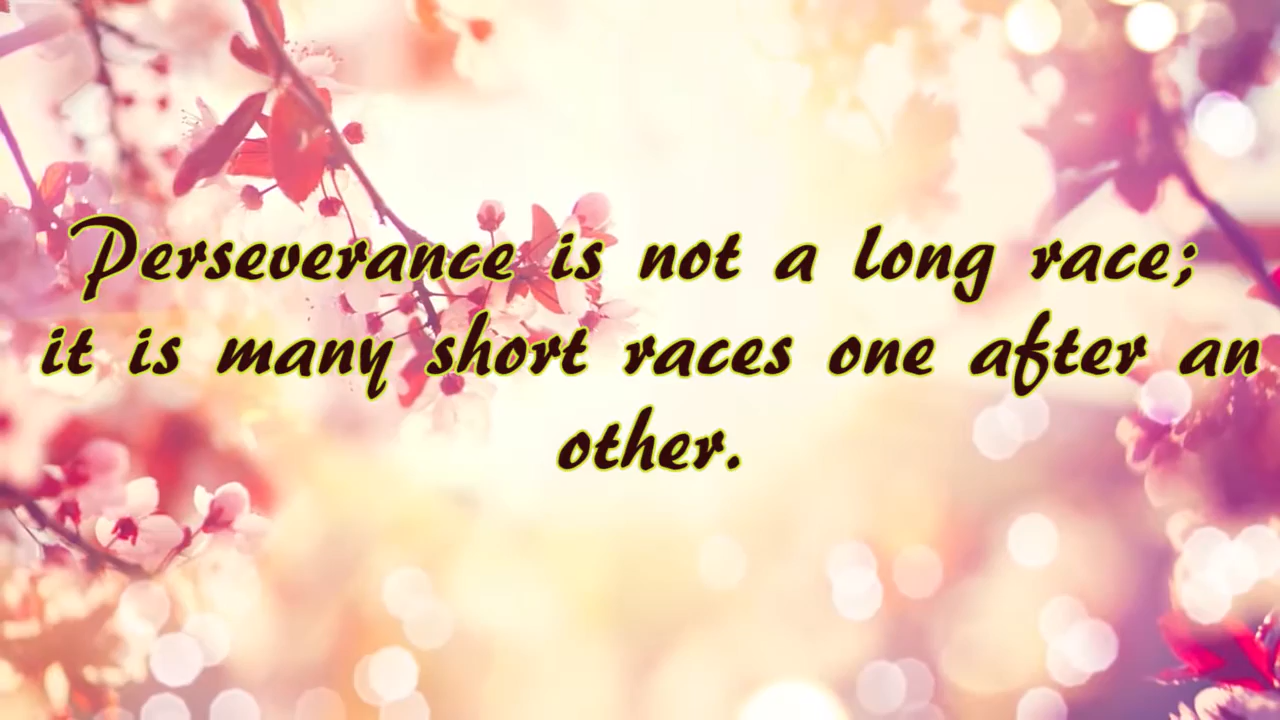 Perseverance is not a long race;
it is many short races one after an
other.